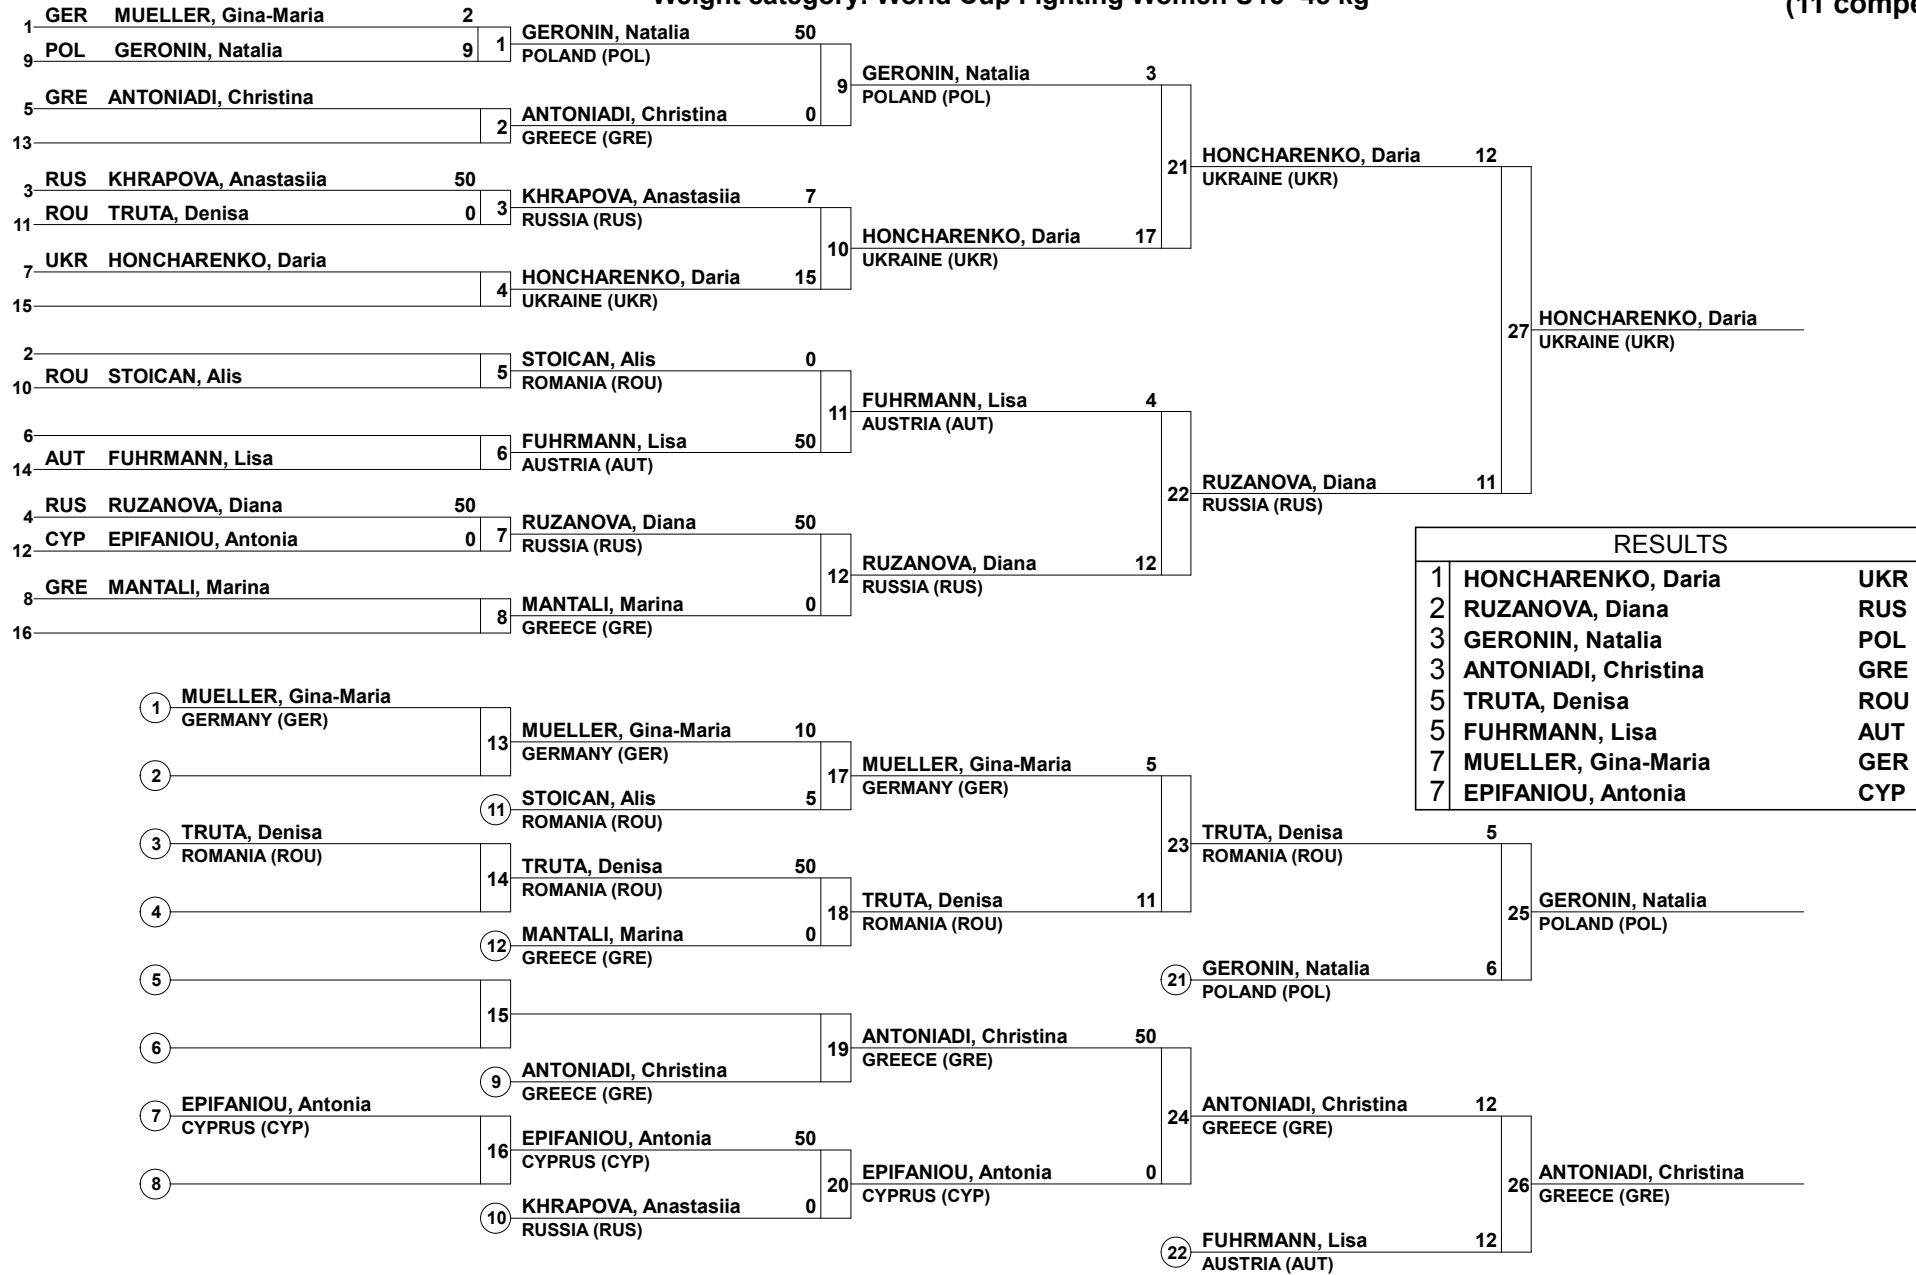 GER MUELLER, Gina-Maria 2
1
POL GERONIN, Natalia 9
9
1
GERONIN, Natalia 50
POLAND (POL)
GRE ANTONIADI, Christina
5
13
2
ANTONIADI, Christina 0
GREECE (GRE)
9
GERONIN, Natalia 3
POLAND (POL)
RUS KHRAPOVA, Anastasiia 50
3
ROU TRUTA, Denisa 0
11
3
KHRAPOVA, Anastasiia 7
RUSSIA (RUS)
UKR HONCHARENKO, Daria
7
15
4
HONCHARENKO, Daria 15
UKRAINE (UKR)
10
HONCHARENKO, Daria 17
UKRAINE (UKR)
21
HONCHARENKO, Daria 12
UKRAINE (UKR)
2
ROU STOICAN, Alis
10
5
STOICAN, Alis 0
ROMANIA (ROU)
6
AUT FUHRMANN, Lisa
14
6
FUHRMANN, Lisa 50
AUSTRIA (AUT)
11
FUHRMANN, Lisa 4
AUSTRIA (AUT)
RUS RUZANOVA, Diana 50
4
CYP EPIFANIOU, Antonia 0
12
7
RUZANOVA, Diana 50
RUSSIA (RUS)
GRE MANTALI, Marina
8
16
8
MANTALI, Marina 0
GREECE (GRE)
12
RUZANOVA, Diana 12
RUSSIA (RUS)
22
RUZANOVA, Diana 11
RUSSIA (RUS)
27
HONCHARENKO, Daria
UKRAINE (UKR)
RESULTS
1 HONCHARENKO, Daria UKR
2 RUZANOVA, Diana RUS
3 GERONIN, Natalia POL
3 ANTONIADI, Christina GRE
5 TRUTA, Denisa ROU
5 FUHRMANN, Lisa AUT
7 MUELLER, Gina-Maria GER
7 EPIFANIOU, Antonia CYP
1 MUELLER, Gina-Maria
GERMANY (GER)
2
13
MUELLER, Gina-Maria 10
GERMANY (GER)
11 STOICAN, Alis 5
ROMANIA (ROU)
17
MUELLER, Gina-Maria 5
GERMANY (GER)
3 TRUTA, Denisa
ROMANIA (ROU)
4
14
TRUTA, Denisa 50
ROMANIA (ROU)
12 MANTALI, Marina 0
GREECE (GRE)
18
TRUTA, Denisa 11
ROMANIA (ROU)
23
TRUTA, Denisa 5
ROMANIA (ROU)
21 GERONIN, Natalia 6
POLAND (POL)
25
GERONIN, Natalia
POLAND (POL)
5
6
15
9 ANTONIADI, Christina
GREECE (GRE)
19
ANTONIADI, Christina 50
GREECE (GRE)
7 EPIFANIOU, Antonia
CYPRUS (CYP)
8
16
EPIFANIOU, Antonia 50
CYPRUS (CYP)
10 KHRAPOVA, Anastasiia 0
RUSSIA (RUS)
20
EPIFANIOU, Antonia 0
CYPRUS (CYP)
24
ANTONIADI, Christina 12
GREECE (GRE)
22 FUHRMANN, Lisa 12
AUSTRIA (AUT)
26
ANTONIADI, Christina
GREECE (GRE)